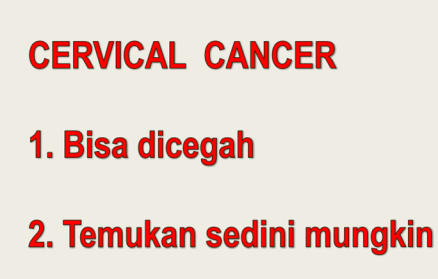 CERVICAL CANCER
1. Bisa dicegah
2. Temukan sedini mungkin